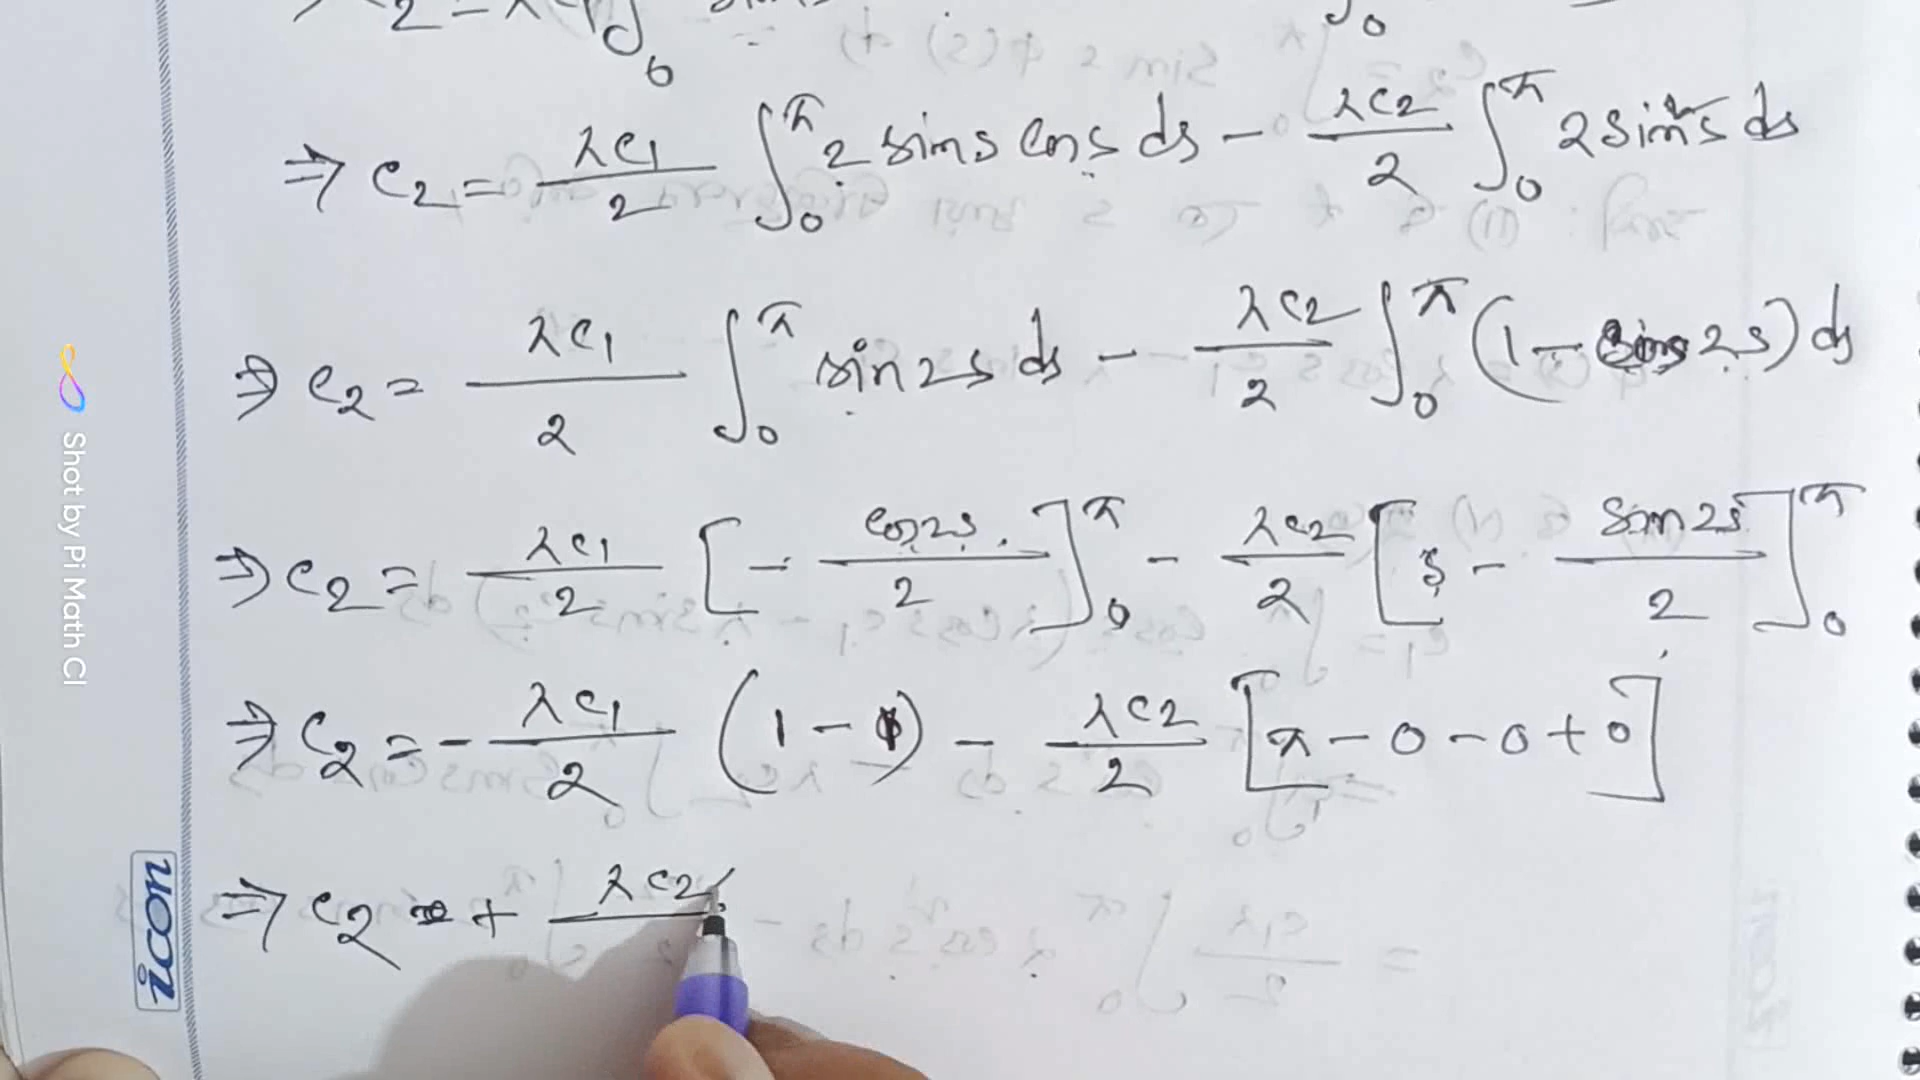 ⇒ c₂ = λc₁/2 ∫₀^π 2 sin s cos s ds − λc₂/2 ∫₀^π 2 sin² s ds
⇒ c₂ = λc₁/2 ∫₀^π sin 2s ds − λc₂/2 ∫₀^π (1 − cos 2s) ds
⇒ c₂ = λc₁/2 [− cos 2s/2]₀^π − λc₂/2 [s − sin 2s/2]₀^π
⇒ c₂ = − λc₁/2 (1 − 1) − λc₂/2 [π − 0 − 0 + 0]
⇒ c₂ + λc₂
Shot by Pi Math Cl
icon